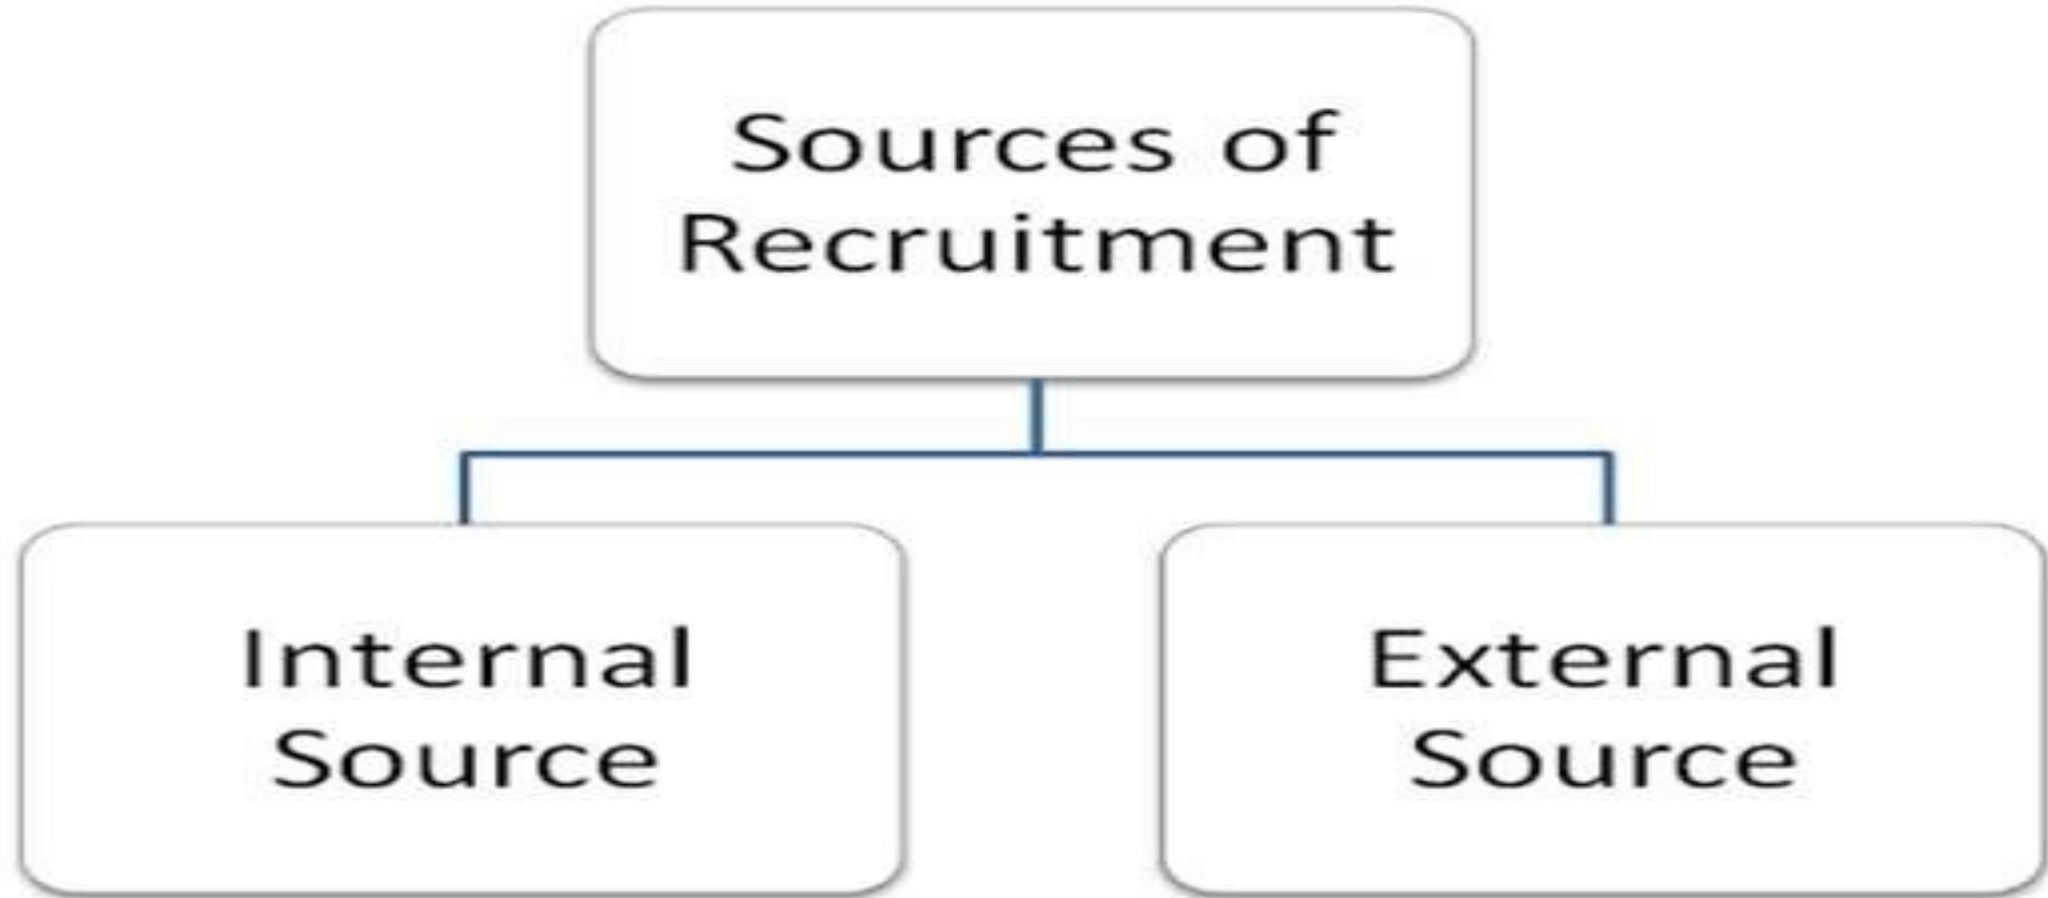 Sources of
Recruitment
Internal
Source
External
Source